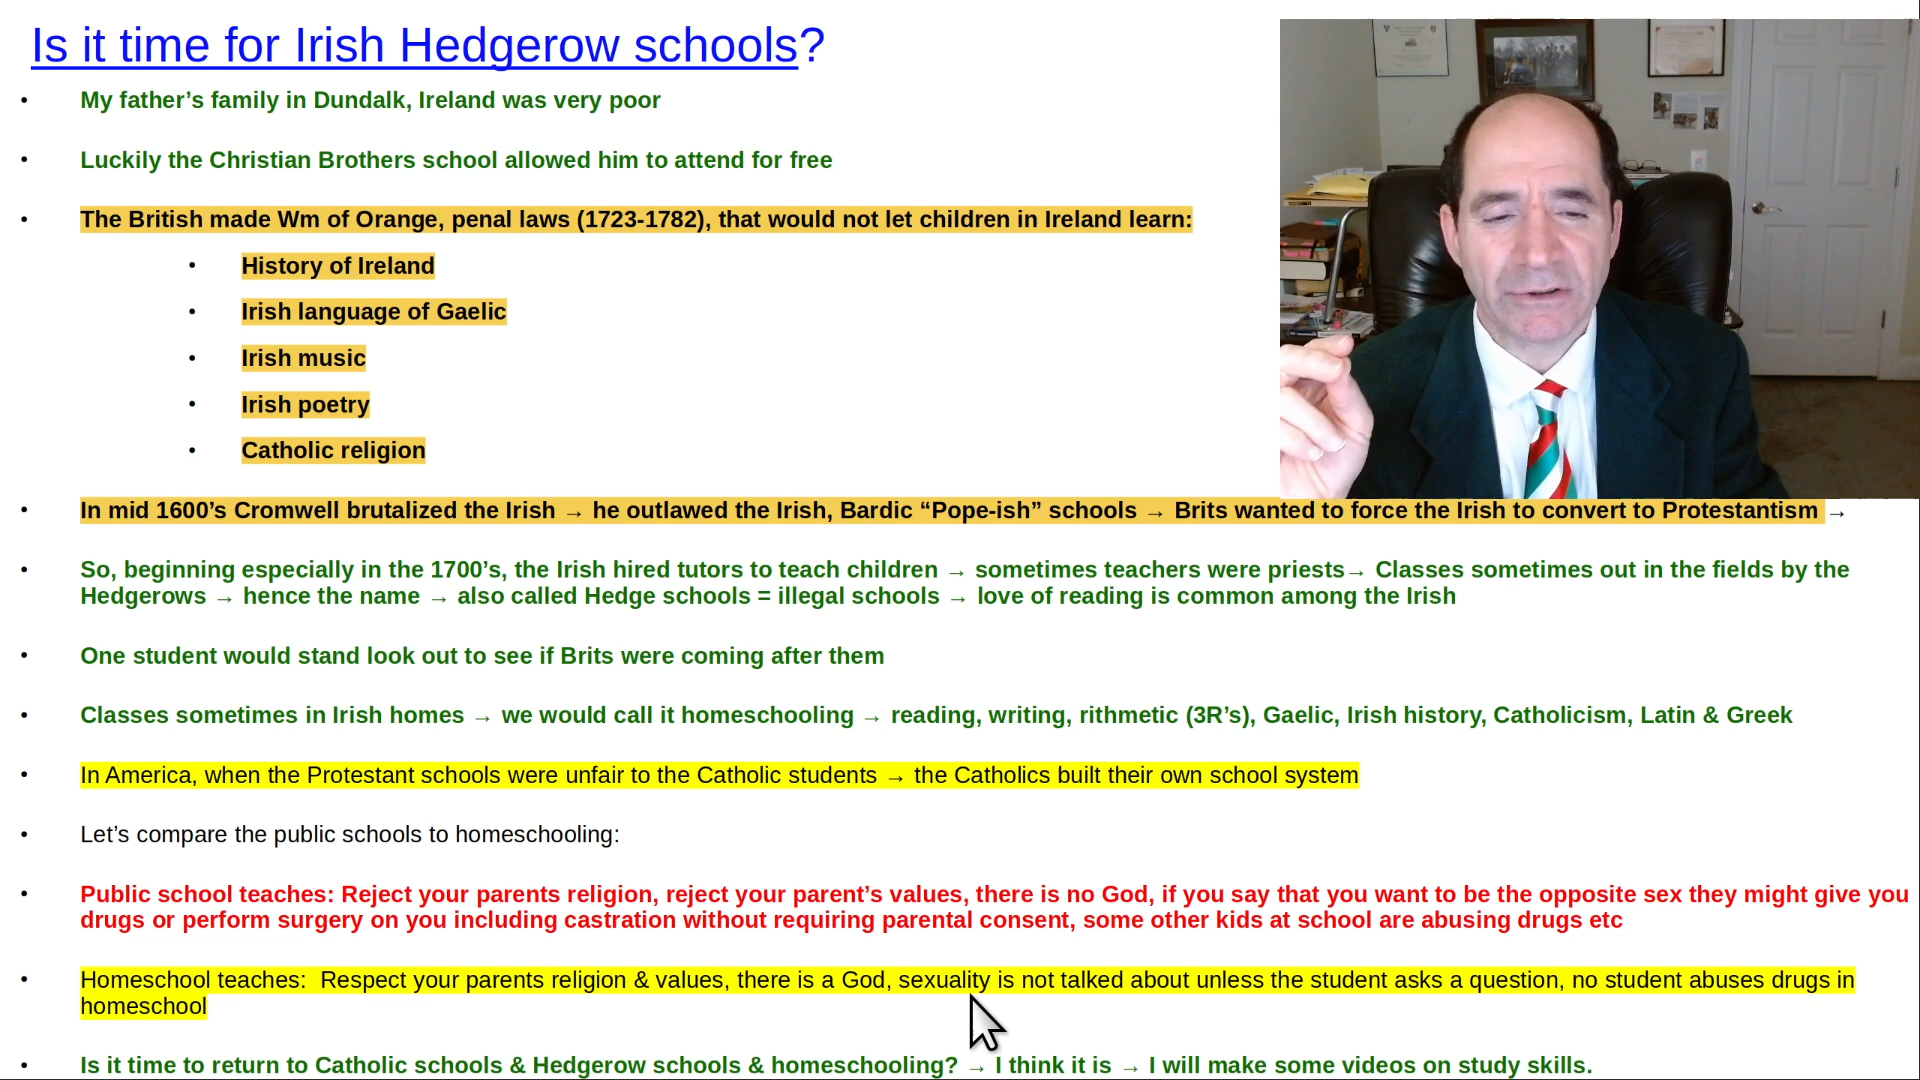 Is it time for Irish Hedgerow schools?
• My father’s family in Dundalk, Ireland was very poor
• Luckily the Christian Brothers school allowed him to attend for free
• The British made Wm of Orange, penal laws (1723-1782), that would not let children in Ireland learn:
• History of Ireland
• Irish language of Gaelic
• Irish music
• Irish poetry
• Catholic religion
• In mid 1600’s Cromwell brutalized the Irish → he outlawed the Irish, Bardic “Pope-ish” schools → Brits wanted to force the Irish to convert to Protestantism →
• So, beginning especially in the 1700’s, the Irish hired tutors to teach children → sometimes teachers were priests→ Classes sometimes out in the fields by the
Hedgerows → hence the name → also called Hedge schools = illegal schools → love of reading is common among the Irish
• One student would stand look out to see if Brits were coming after them
• Classes sometimes in Irish homes → we would call it homeschooling → reading, writing, rithmetic (3R’s), Gaelic, Irish history, Catholicism, Latin & Greek
• In America, when the Protestant schools were unfair to the Catholic students → the Catholics built their own school system
• Let’s compare the public schools to homeschooling:
• Public school teaches: Reject your parents religion, reject your parent’s values, there is no God, if you say that you want to be the opposite sex they might give you
drugs or perform surgery on you including castration without requiring parental consent, some other kids at school are abusing drugs etc
• Homeschool teaches:  Respect your parents religion & values, there is a God, sexuality is not talked about unless the student asks a question, no student abuses drugs in
homeschool
• Is it time to return to Catholic schools & Hedgerow schools & homeschooling? → I think it is → I will make some videos on study skills.